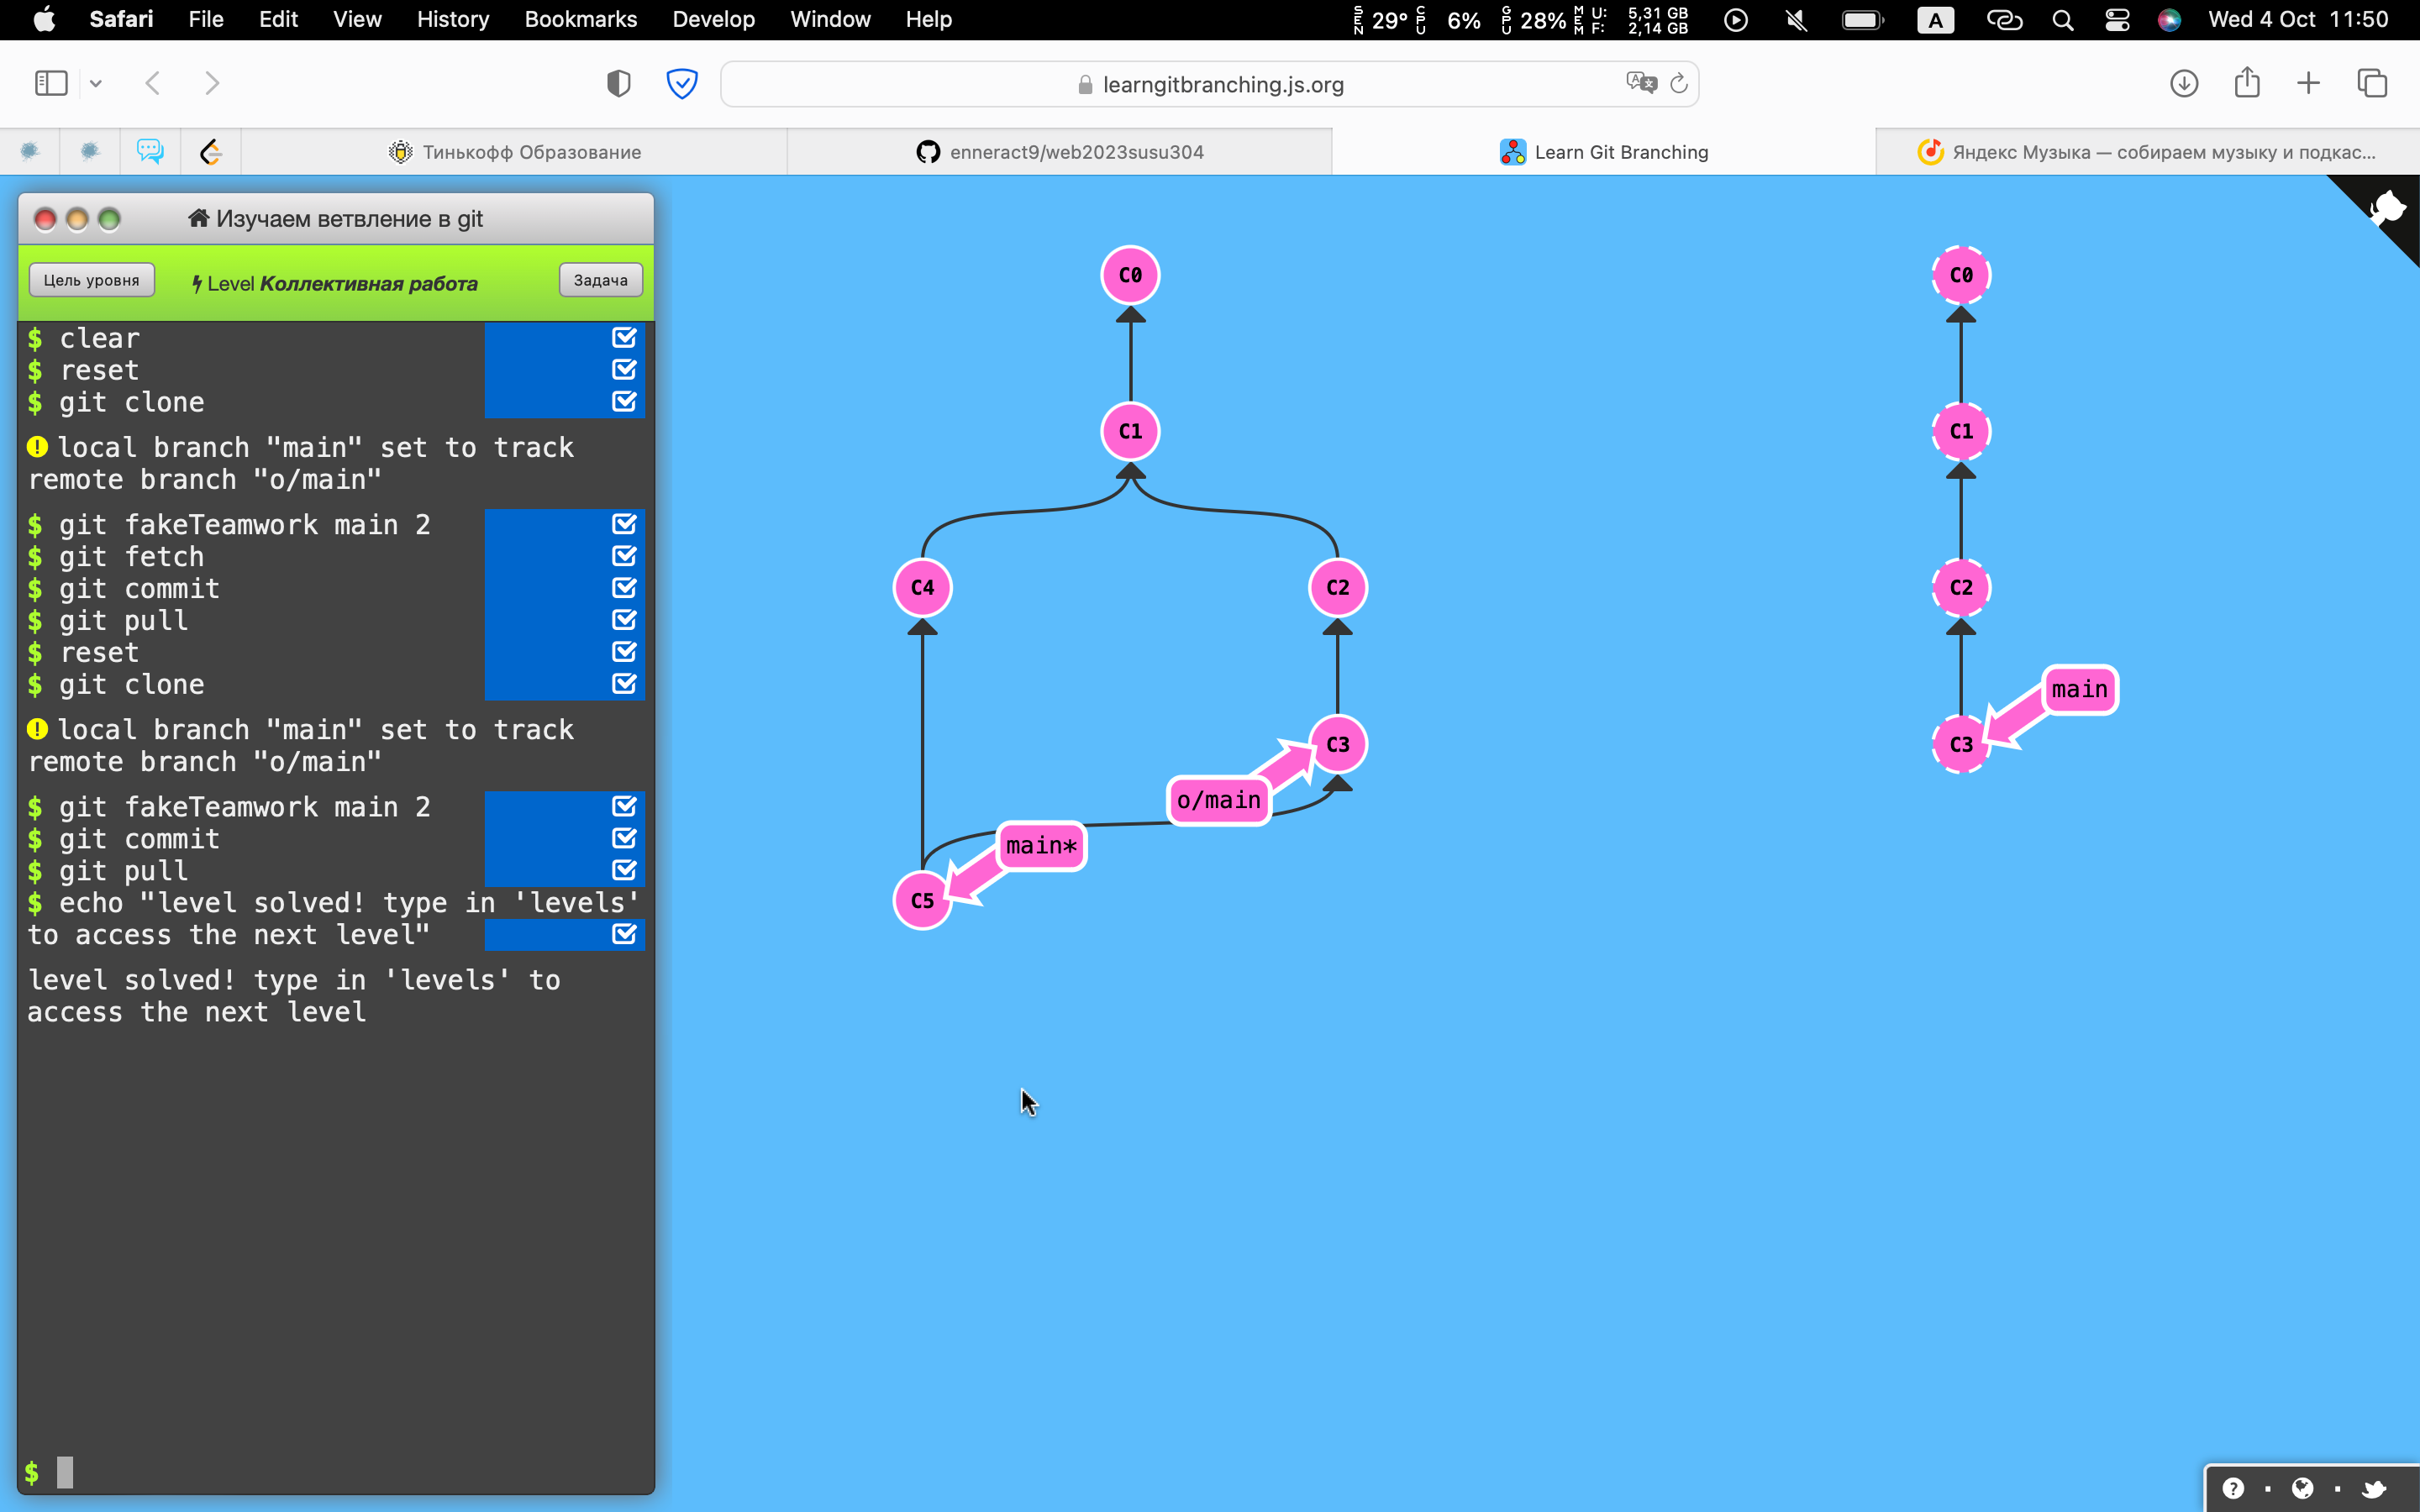 Safari File Edit View History Bookmarks Develop Window Help SEN 29° CPU 6% GPU 28% MEM U: 5,31 GB F: 2,14 GB A Wed 4 Oct 11:50
learngitbranching.js.org
Тинькофф Образование
enneract9/web2023susu304
Learn Git Branching
Яндекс Музыка — собираем музыку и подкас...
Изучаем ветвление в git
Цель уровня
Level Коллективная работа
Задача
$ clear
$ reset
$ git clone
local branch "main" set to track
remote branch "o/main"
$ git fakeTeamwork main 2
$ git fetch
$ git commit
$ git pull
$ reset
$ git clone
local branch "main" set to track
remote branch "o/main"
$ git fakeTeamwork main 2
$ git commit
$ git pull
$ echo "level solved! type in 'levels'
to access the next level"
level solved! type in 'levels' to
access the next level
$
C0
C1
C4
C2
C3
o/main
main*
C5
C0
C1
C2
main
C3